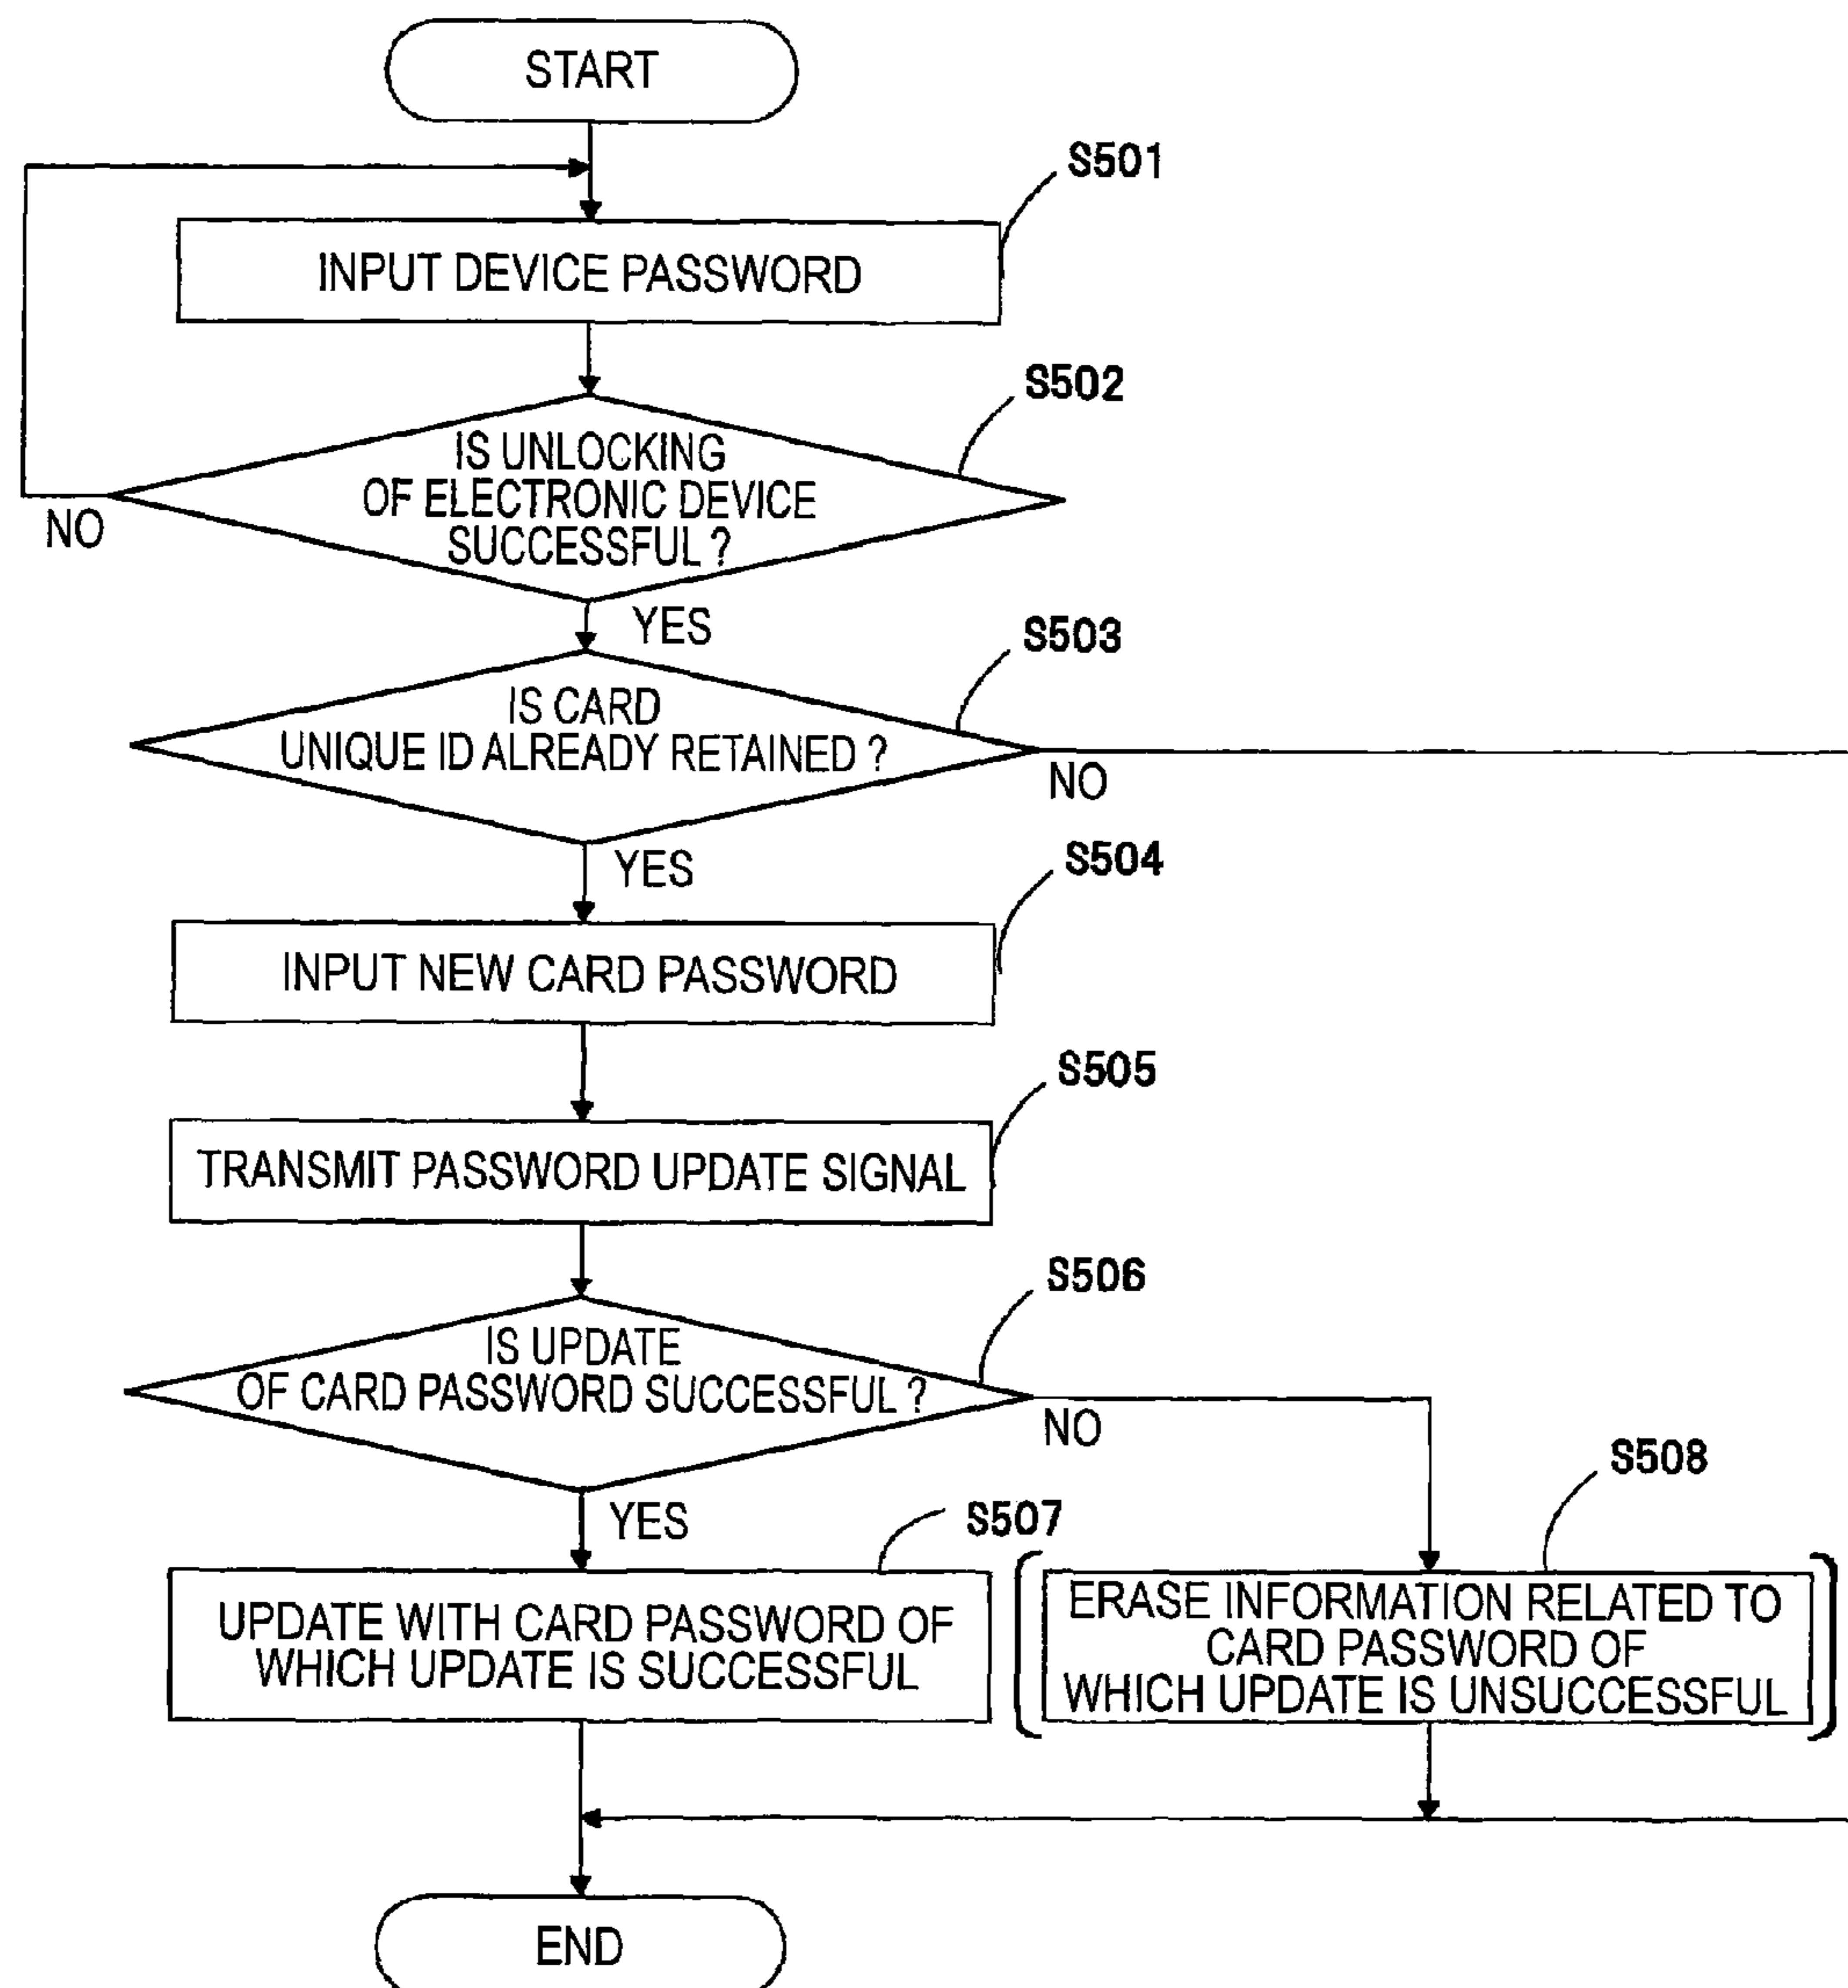 START
S501
INPUT DEVICE PASSWORD
S502
IS UNLOCKING
OF ELECTRONIC DEVICE
SUCCESSFUL ?
NO
YES
S503
IS CARD
UNIQUE ID ALREADY RETAINED ?
NO
YES
S504
INPUT NEW CARD PASSWORD
S505
TRANSMIT PASSWORD UPDATE SIGNAL
S506
IS UPDATE
OF CARD PASSWORD SUCCESSFUL ?
NO
YES
S507
S508
UPDATE WITH CARD PASSWORD OF
WHICH UPDATE IS SUCCESSFUL
ERASE INFORMATION RELATED TO
CARD PASSWORD OF
WHICH UPDATE IS UNSUCCESSFUL
END